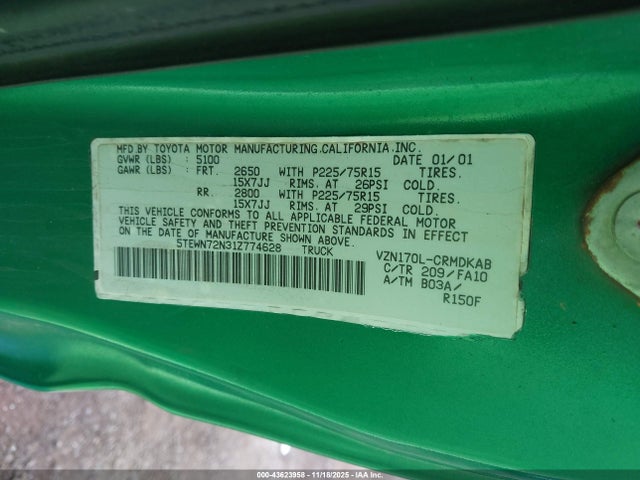 MFD.BY TOYOTA MOTOR MANUFACTURING,CALIFORNIA,INC.
GVWR (LBS) : 5100 DATE 01/01
GAWR (LBS) : FRT. 2650 WITH P225/75R15 TIRES.
15X7JJ RIMS. AT 26PSI COLD.
RR. 2800 WITH P225/75R15 TIRES.
15X7JJ RIMS. AT 29PSI COLD.
THIS VEHICLE CONFORMS TO ALL APPLICABLE FEDERAL MOTOR
VEHICLE SAFETY AND THEFT PREVENTION STANDARDS IN EFFECT
ON THE DATE OF MANUFACTURE SHOWN ABOVE.
5TEWN72N31Z774628 TRUCK
VZN170L-CRMDKAB
C/TR 209/FA10
A/TM B03A/
R150F
000-43623958 - 11/18/2025 - IAAI.com